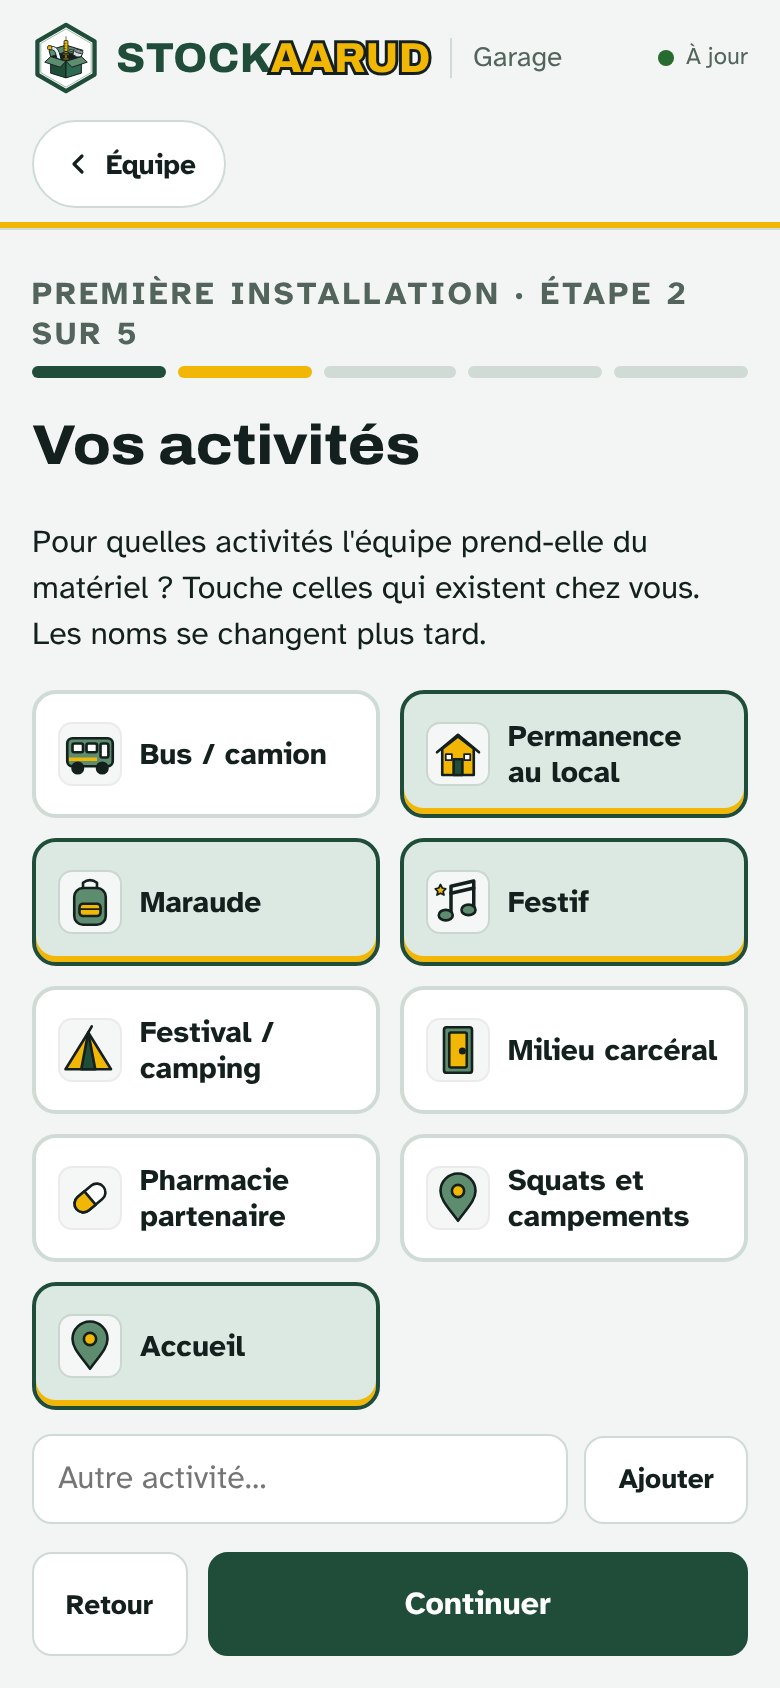 STOCKAARUD Garage À jour
Équipe
PREMIÈRE INSTALLATION · ÉTAPE 2
SUR 5
Vos activités
Pour quelles activités l'équipe prend-elle du
matériel ? Touche celles qui existent chez vous.
Les noms se changent plus tard.
Bus / camion
Permanence
au local
Maraude
Festif
Festival /
camping
Milieu carcéral
Pharmacie
partenaire
Squats et
campements
Accueil
Autre activité...
Ajouter
Retour
Continuer